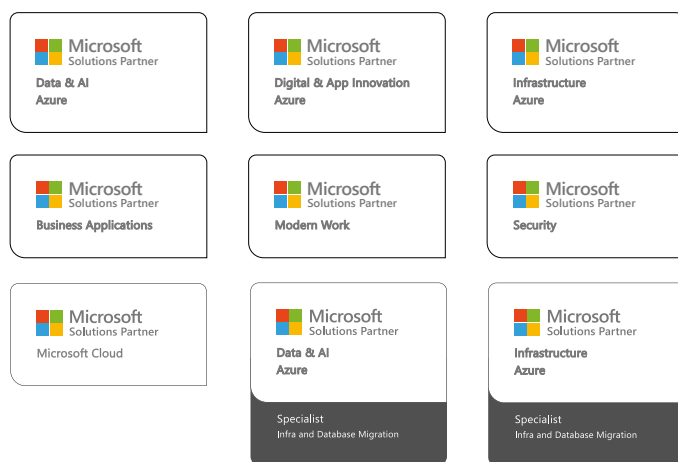 Microsoft
Solutions Partner
Data & AI
Azure
Microsoft
Solutions Partner
Digital & App Innovation
Azure
Microsoft
Solutions Partner
Infrastructure
Azure
Microsoft
Solutions Partner
Business Applications
Microsoft
Solutions Partner
Modern Work
Microsoft
Solutions Partner
Security
Microsoft
Solutions Partner
Microsoft Cloud
Microsoft
Solutions Partner
Data & AI
Azure
Specialist
Infra and Database Migration
Microsoft
Solutions Partner
Infrastructure
Azure
Specialist
Infra and Database Migration